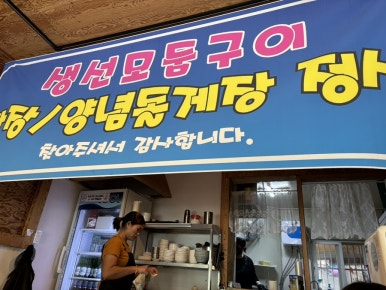 생선모둠구이
장/양념돌게장 정
찾아주셔서 감사합니다.